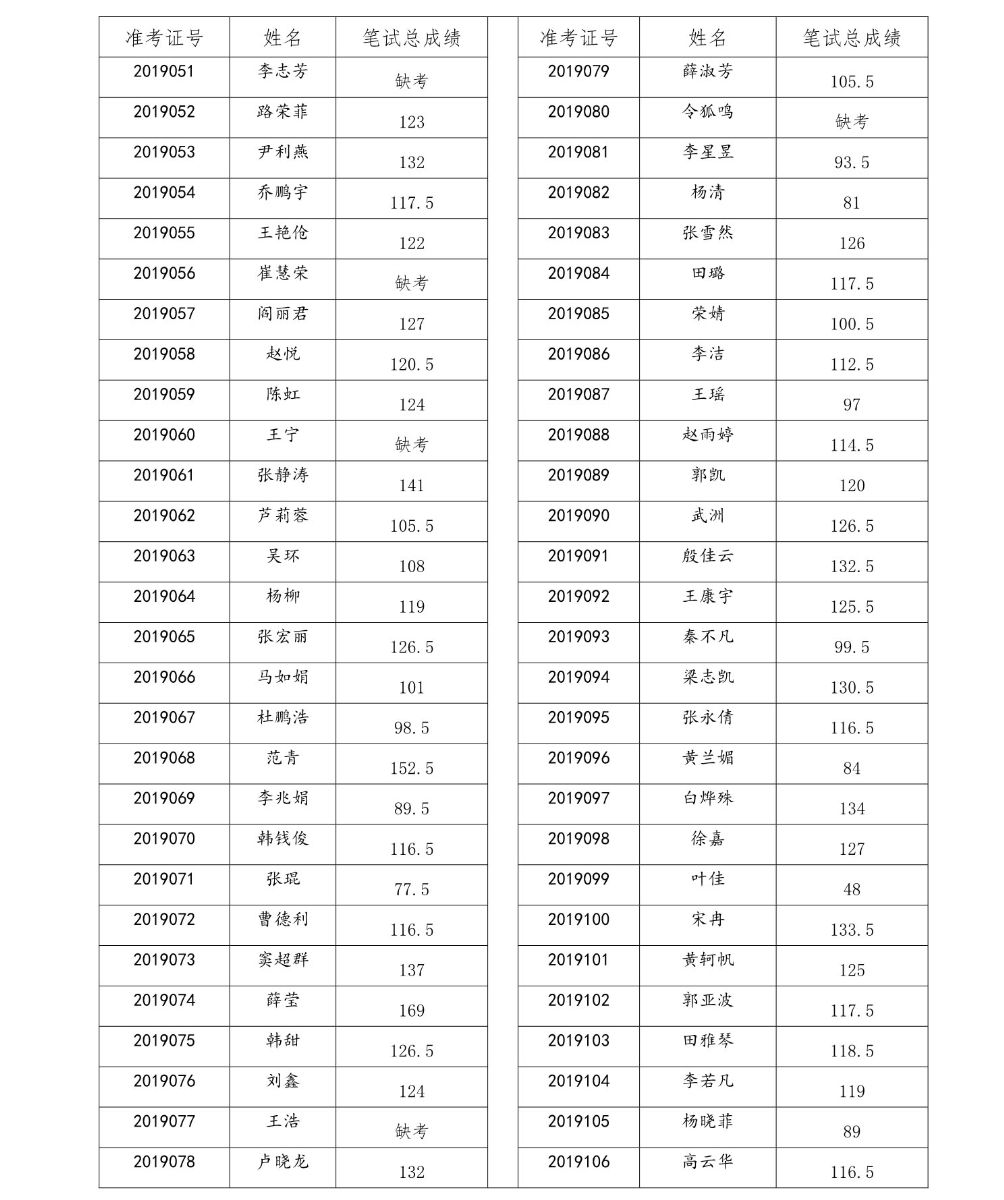 准考证号 姓名 笔试总成绩 准考证号 姓名 笔试总成绩
2019051 李志芳 缺考 2019079 薛淑芳 105.5
2019052 路荣菲 123 2019080 令狐鸣 缺考
2019053 尹利燕 132 2019081 李星昱 93.5
2019054 乔鹏宇 117.5 2019082 杨清 81
2019055 王艳伧 122 2019083 张雪然 126
2019056 崔慧荣 缺考 2019084 田璐 117.5
2019057 阎丽君 127 2019085 荣婧 100.5
2019058 赵悦 120.5 2019086 李洁 112.5
2019059 陈虹 124 2019087 王瑶 97
2019060 王宁 缺考 2019088 赵雨婷 114.5
2019061 张静涛 141 2019089 郭凯 120
2019062 芦莉蓉 105.5 2019090 武洲 126.5
2019063 吴环 108 2019091 殷佳云 132.5
2019064 杨柳 119 2019092 王康宇 125.5
2019065 张宏丽 126.5 2019093 秦不凡 99.5
2019066 马如娟 101 2019094 梁志凯 130.5
2019067 杜鹏浩 98.5 2019095 张永倩 116.5
2019068 范青 152.5 2019096 黄兰媚 84
2019069 李兆娟 89.5 2019097 白烨殊 134
2019070 韩钱俊 116.5 2019098 徐嘉 127
2019071 张琨 77.5 2019099 叶佳 48
2019072 曹德利 116.5 2019100 宋冉 133.5
2019073 窦超群 137 2019101 黄轲帆 125
2019074 薛莹 169 2019102 郭亚波 117.5
2019075 韩甜 126.5 2019103 田雅琴 118.5
2019076 刘鑫 124 2019104 李若凡 119
2019077 王浩 缺考 2019105 杨晓菲 89
2019078 卢晓龙 132 2019106 高云华 116.5